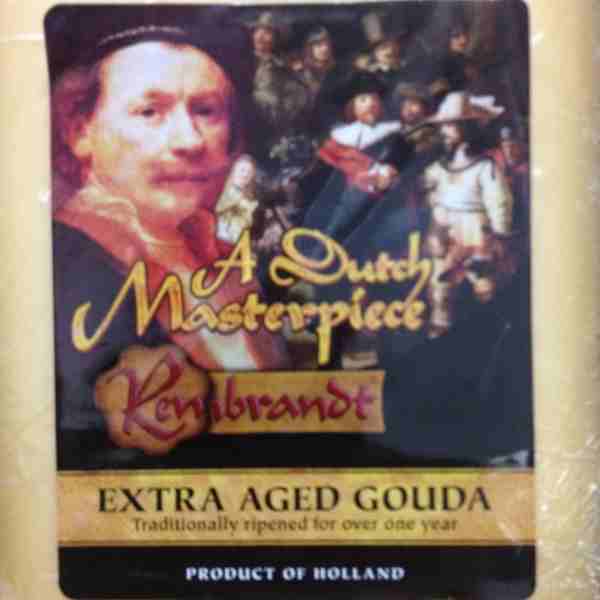 A Dutch
Masterpiece
Rembrandt
EXTRA AGED GOUDA
Traditionally ripened for over one year
PRODUCT OF HOLLAND